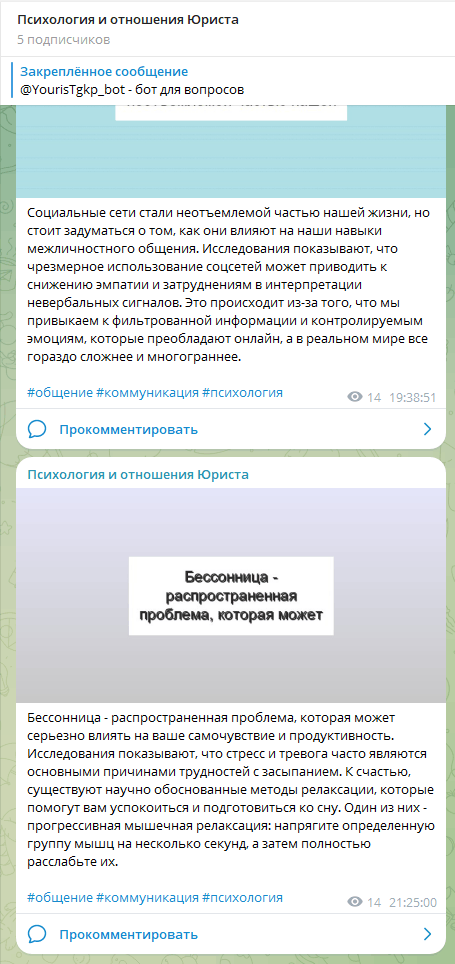 Психология и отношения Юриста
5 подписчиков
Закреплённое сообщение
@YourisTgkp_bot - бот для вопросов
Социальные сети стали неотъемлемой частью нашей жизни, но
стоит задуматься о том, как они влияют на наши навыки
межличностного общения. Исследования показывают, что
чрезмерное использование соцсетей может приводить к
снижению эмпатии и затруднениям в интерпретации
невербальных сигналов. Это происходит из-за того, что мы
привыкаем к фильтрованной информации и контролируемым
эмоциям, которые преобладают онлайн, а в реальном мире все
гораздо сложнее и многограннее.
#общение #коммуникация #психология
14 19:38:51
Прокомментировать
Психология и отношения Юриста
Бессонница -
распространенная
проблема, которая может
Бессонница - распространенная проблема, которая может
серьезно влиять на ваше самочувствие и продуктивность.
Исследования показывают, что стресс и тревога часто являются
основными причинами трудностей с засыпанием. К счастью,
существуют научно обоснованные методы релаксации, которые
помогут вам успокоиться и подготовиться ко сну. Один из них -
прогрессивная мышечная релаксация: напрягите определенную
группу мышц на несколько секунд, а затем полностью
расслабьте их.
#общение #коммуникация #психология
14 21:25:00
Прокомментировать